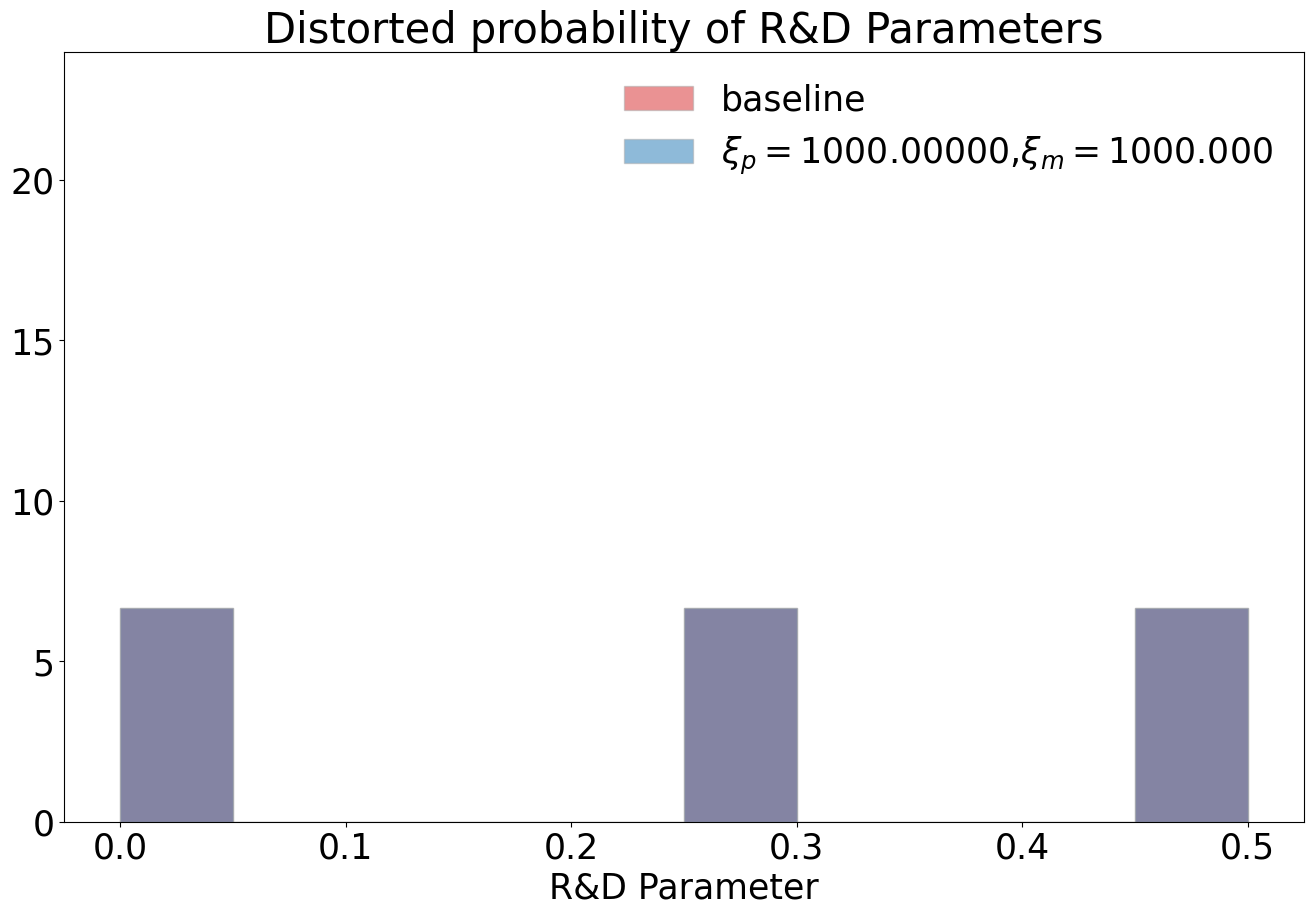 Distorted probability of R&D Parameters
baseline
ξp = 1000.00000,ξm = 1000.000
20
15
10
5
0
0.0 0.1 0.2 0.3 0.4 0.5
R&D Parameter